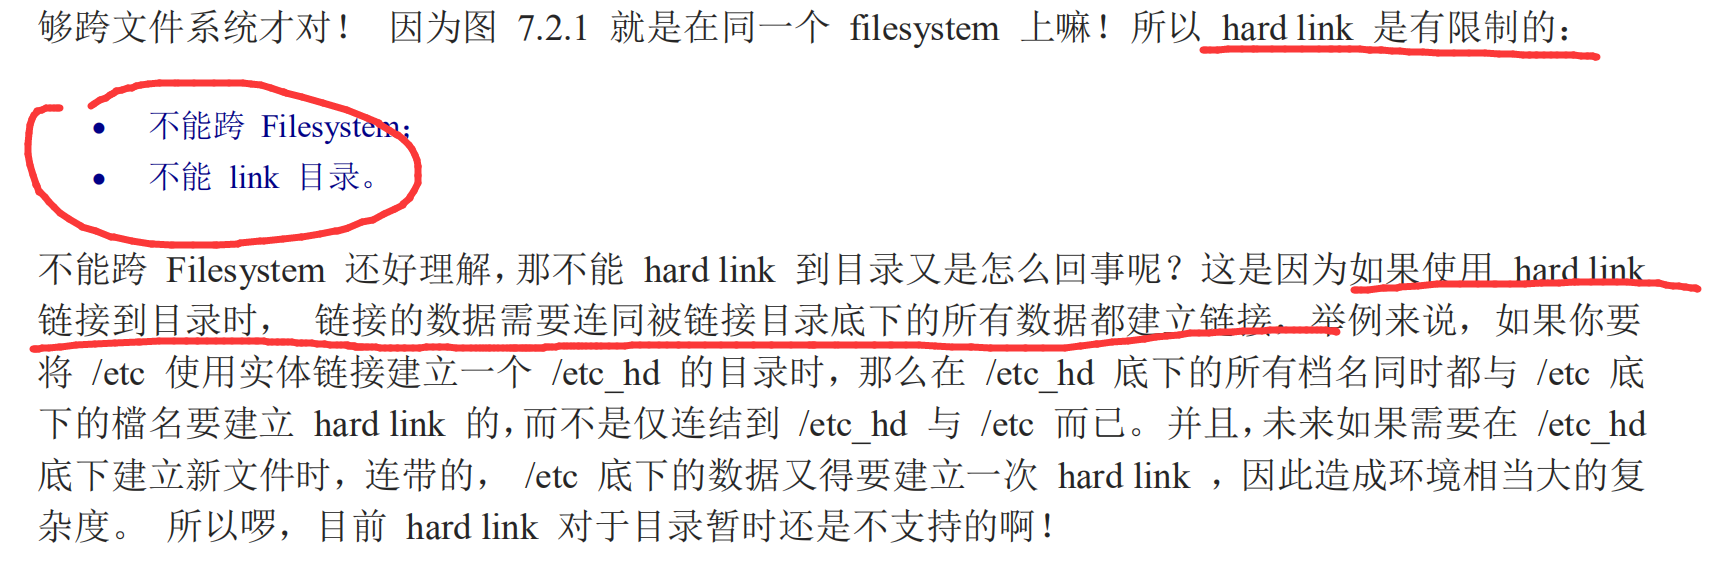 够跨文件系统才对！ 因为图 7.2.1 就是在同一个 filesystem 上嘛！所以 hard link 是有限制的：
• 不能跨 Filesystem；
• 不能 link 目录。
不能跨 Filesystem 还好理解，那不能 hard link 到目录又是怎么回事呢？这是因为如果使用 hard link
链接到目录时， 链接的数据需要连同被链接目录底下的所有数据都建立链接，举例来说，如果你要
将 /etc 使用实体链接建立一个 /etc_hd 的目录时，那么在 /etc_hd 底下的所有档名同时都与 /etc 底
下的檔名要建立 hard link 的，而不是仅连结到 /etc_hd 与 /etc 而已。并且，未来如果需要在 /etc_hd
底下建立新文件时，连带的， /etc 底下的数据又得要建立一次 hard link ，因此造成环境相当大的复
杂度。 所以啰，目前 hard link 对于目录暂时还是不支持的啊！